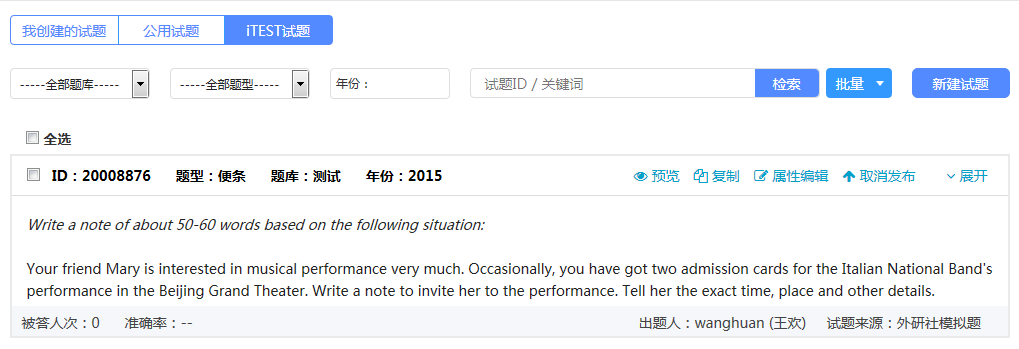 我创建的试题 公用试题 iTEST试题
-----全部题库----- -----全部题型----- 年份： 试题ID / 关键词 检索 批量 新建试题
全选
ID：20008876 题型：便条 题库：测试 年份：2015 预览 复制 属性编辑 取消发布 展开
Write a note of about 50-60 words based on the following situation:
Your friend Mary is interested in musical performance very much. Occasionally, you have got two admission cards for the Italian National Band's
performance in the Beijing Grand Theater. Write a note to invite her to the performance. Tell her the exact time, place and other details.
被答人次：0 准确率：-- 出题人：wanghuan (王欢) 试题来源：外研社模拟题